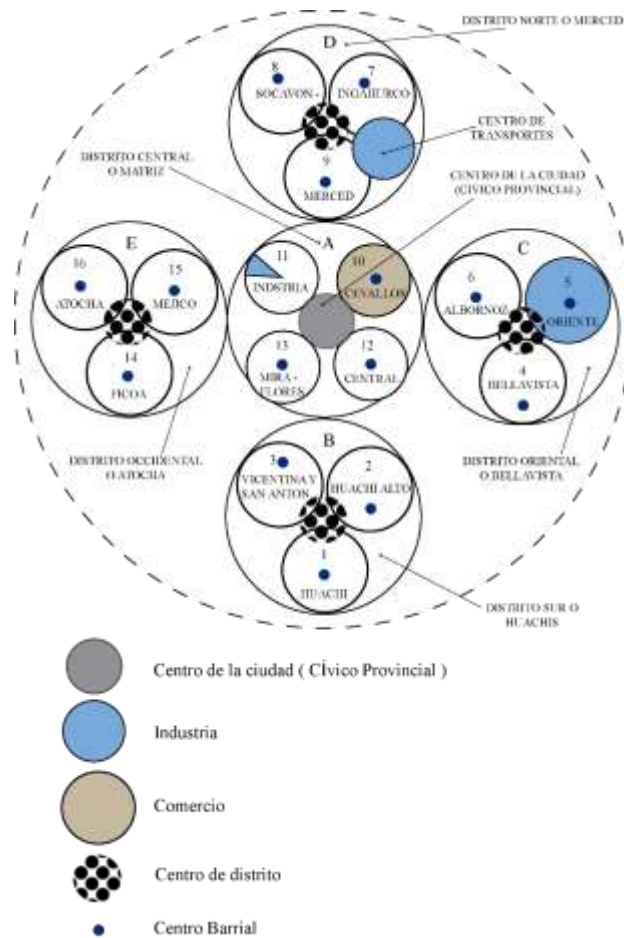 DISTRITO NORTE O MERCED
D
8
SOCAVON -
7
INGAHURCO
CENTRO DE
TRANSPORTES
9
MERCED
DISTRITO CENTRAL
O MATRIZ
CENTRO DE LA CIUDAD
(CÍVICO PROVINCIAL)
E
16
ATOCHA
15
MEJICO
14
FICOA
A
11
INDSTRIA
10
CEVALLOS
13
MIRA -
FLORES
12
CENTRAL
C
6
ALBORNOZ
5
ORIENTE
4
BELLAVISTA
DISTRITO OCCIDENTAL
O ATOCHA
B
3
VICENTINA Y
SAN ANTON
2
HUACHI ALTO
1
HUACHI
DISTRITO ORIENTAL
O BELLAVISTA
DISTRITO SUR O
HUACHIS
Centro de la ciudad ( CÍvico Provincial )
Industria
Comercio
Centro de distrito
Centro Barrial